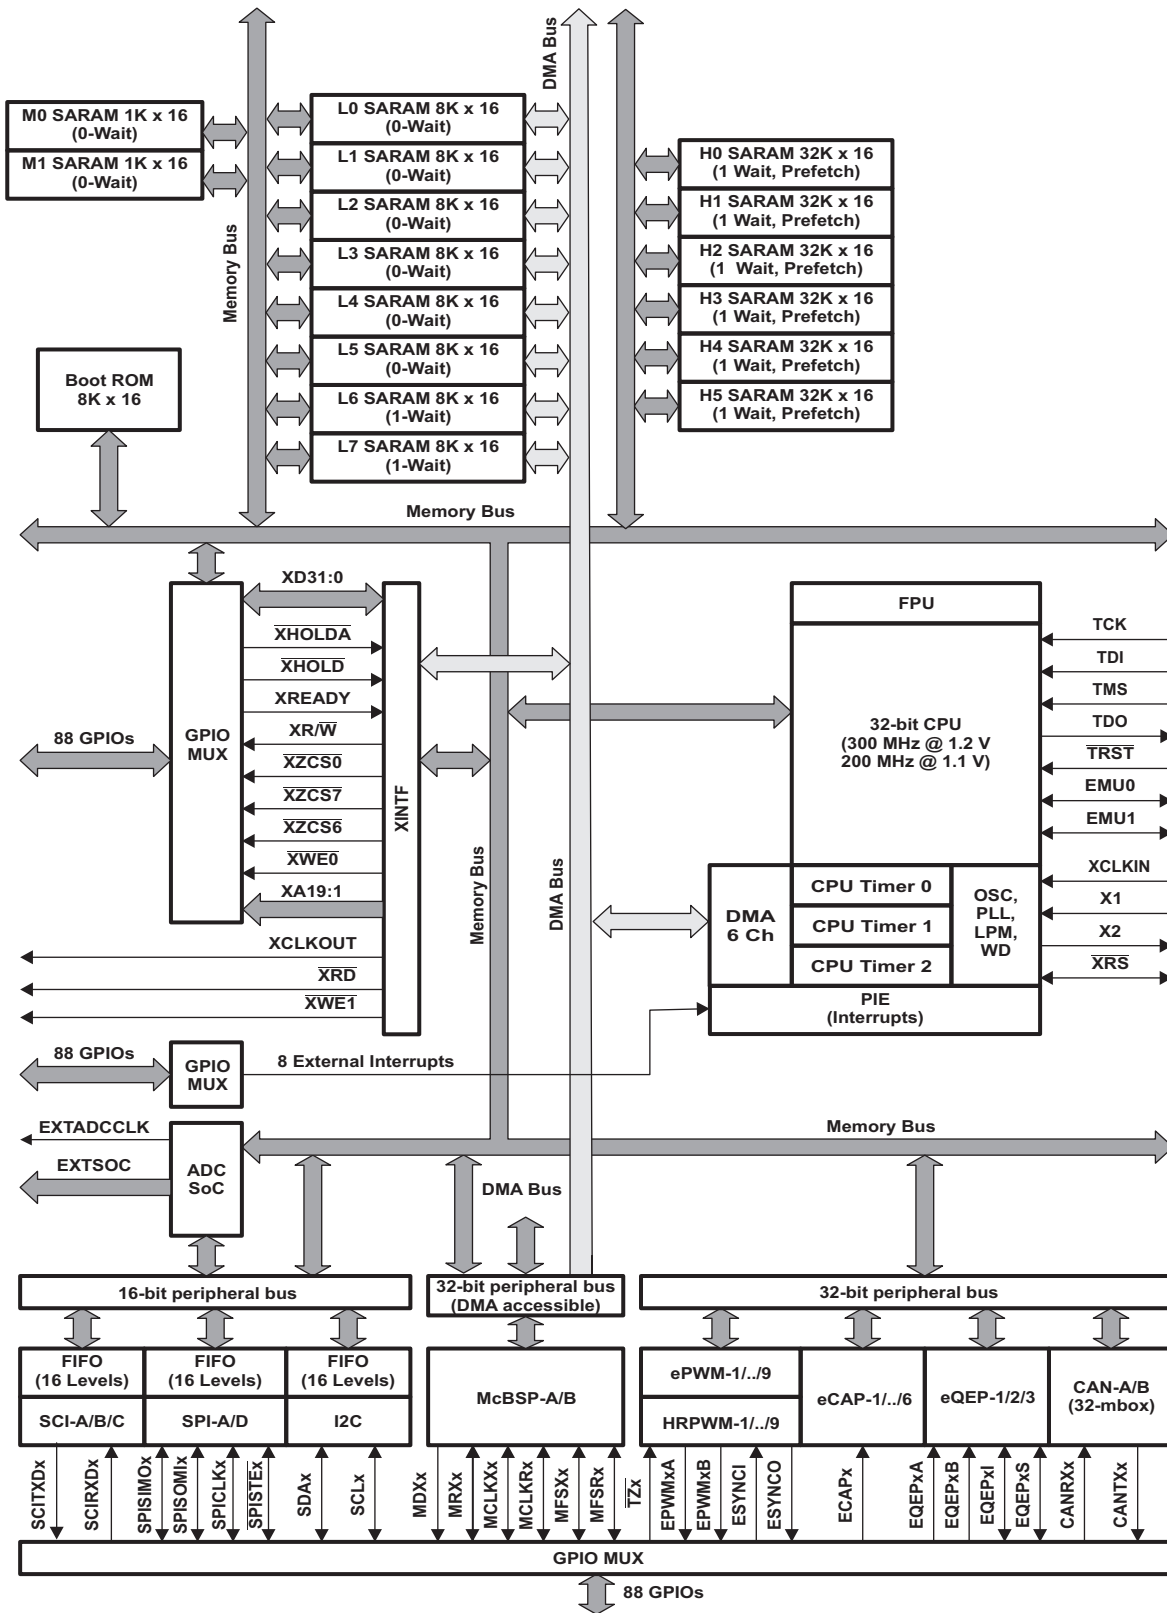 DMA Bus
M0 SARAM 1K x 16
(0-Wait)
M1 SARAM 1K x 16
(0-Wait)
Memory Bus
L0 SARAM 8K x 16
(0-Wait)
L1 SARAM 8K x 16
(0-Wait)
L2 SARAM 8K x 16
(0-Wait)
L3 SARAM 8K x 16
(0-Wait)
L4 SARAM 8K x 16
(0-Wait)
L5 SARAM 8K x 16
(0-Wait)
L6 SARAM 8K x 16
(1-Wait)
L7 SARAM 8K x 16
(1-Wait)
H0 SARAM 32K x 16
(1 Wait, Prefetch)
H1 SARAM 32K x 16
(1 Wait, Prefetch)
H2 SARAM 32K x 16
(1 Wait, Prefetch)
H3 SARAM 32K x 16
(1 Wait, Prefetch)
H4 SARAM 32K x 16
(1 Wait, Prefetch)
H5 SARAM 32K x 16
(1 Wait, Prefetch)
Boot ROM
8K x 16
Memory Bus
88 GPIOs
GPIO
MUX
XD31:0
XHOLDA
XHOLD
XREADY
XR/W
XZCS0
XZCS7
XZCS6
XWE0
XA19:1
XCLKOUT
XRD
XWE1
XINTF
Memory Bus
DMA Bus
FPU
32-bit CPU
(300 MHz @ 1.2 V
200 MHz @ 1.1 V)
DMA
6 Ch
CPU Timer 0
CPU Timer 1
CPU Timer 2
OSC,
PLL,
LPM,
WD
PIE
(Interrupts)
TCK
TDI
TMS
TDO
TRST
EMU0
EMU1
XCLKIN
X1
X2
XRS
88 GPIOs
GPIO
MUX
8 External Interrupts
EXTADCCLK
EXTSOC
ADC
SoC
Memory Bus
DMA Bus
16-bit peripheral bus
32-bit peripheral bus
(DMA accessible)
32-bit peripheral bus
FIFO
(16 Levels)
FIFO
(16 Levels)
FIFO
(16 Levels)
SCI-A/B/C
SPI-A/D
I2C
McBSP-A/B
ePWM-1/../9
HRPWM-1/../9
eCAP-1/../6
eQEP-1/2/3
CAN-A/B
(32-mbox)
SCITXDx
SCIRXDx
SPISIMOx
SPISOMIx
SPICLKx
SPISTEx
SDAx
SCLx
MDXx
MRXx
MCLKXx
MCLKRx
MFSXx
MFSRx
TZx
EPWMxA
EPWMxB
ESYNCI
ESYNCO
ECAPx
EQEPxA
EQEPxB
EQEPxI
EQEPxS
CANRXx
CANTXx
GPIO MUX
88 GPIOs